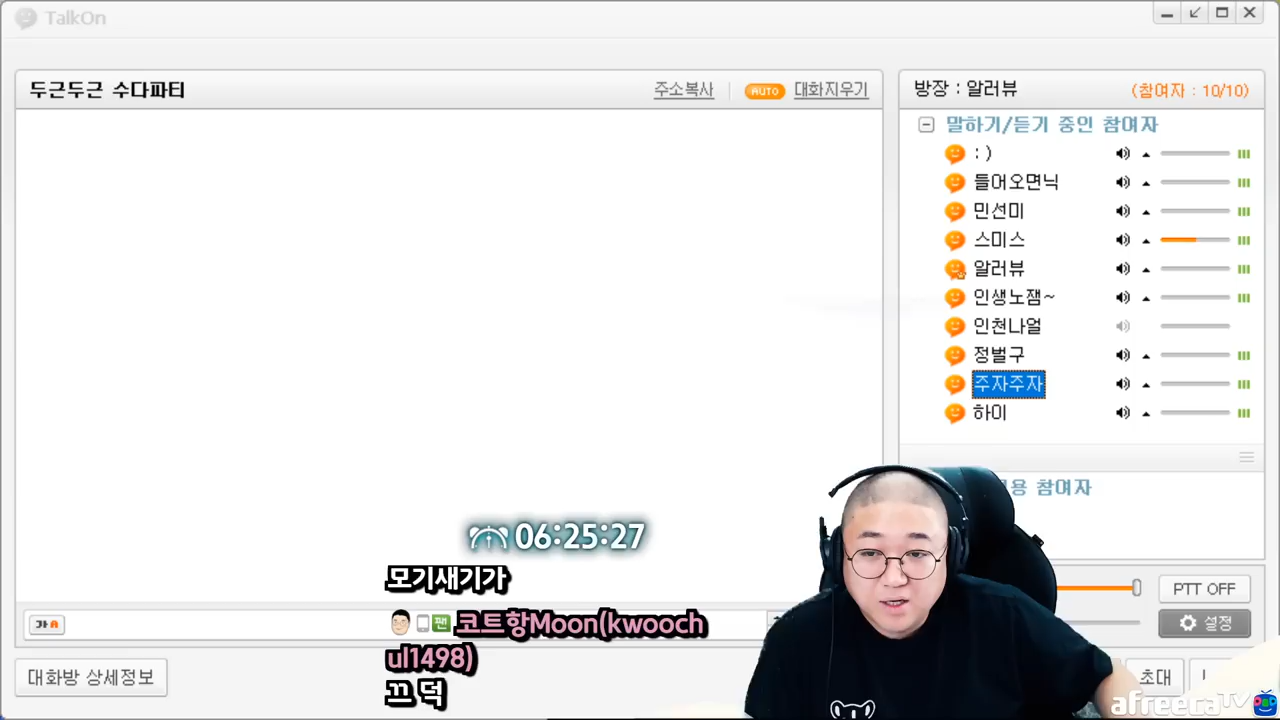 TalkOn
두근두근 수다파티
주소복사
AUTO
대화지우기
방장 : 알러뷰
(참여자 : 10/10)
말하기/듣기 중인 참여자
: )
들어오면닉
민선미
스미스
알러뷰
인생노잼~
인천나얼
정벌구
주자주자
하이
용 참여자
06:25:27
모기새기가
팬 코트항Moon(kwooch
ul1498)
끄 덕
가
PTT OFF
설정
대화방 상세정보
초대
afreecaTV